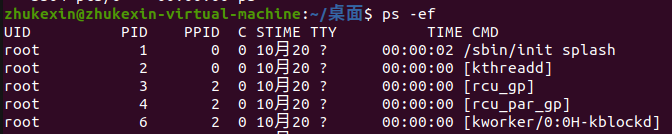 zhukexin@zhukexin-virtual-machine:~/桌面$ ps -ef
UID          PID    PPID  C STIME TTY          TIME CMD
root           1       0  0 10月20 ?       00:00:02 /sbin/init splash
root           2       0  0 10月20 ?       00:00:00 [kthreadd]
root           3       2  0 10月20 ?       00:00:00 [rcu_gp]
root           4       2  0 10月20 ?       00:00:00 [rcu_par_gp]
root           6       2  0 10月20 ?       00:00:00 [kworker/0:0H-kblockd]